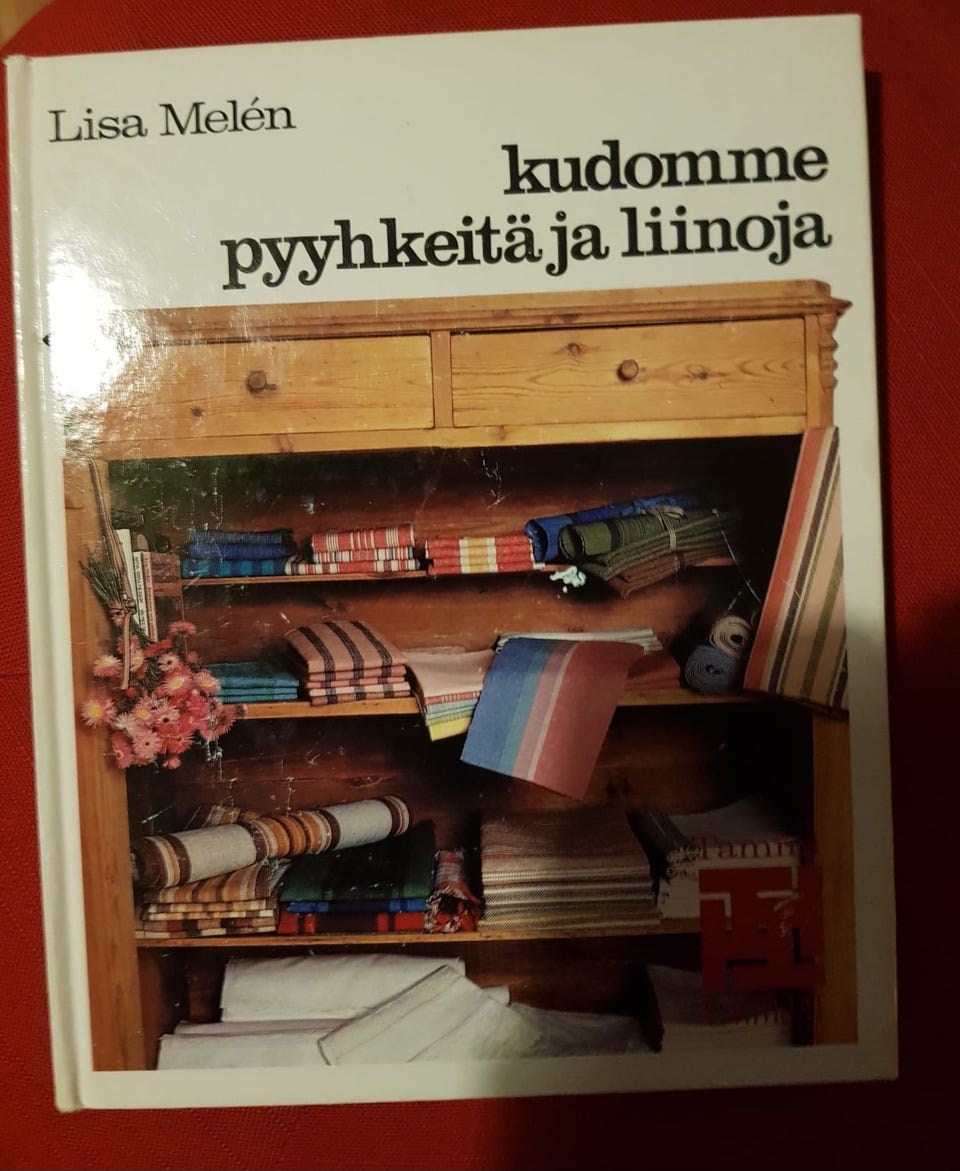 Lisa Melén
kudomme
pyyhkeitä ja liinoja